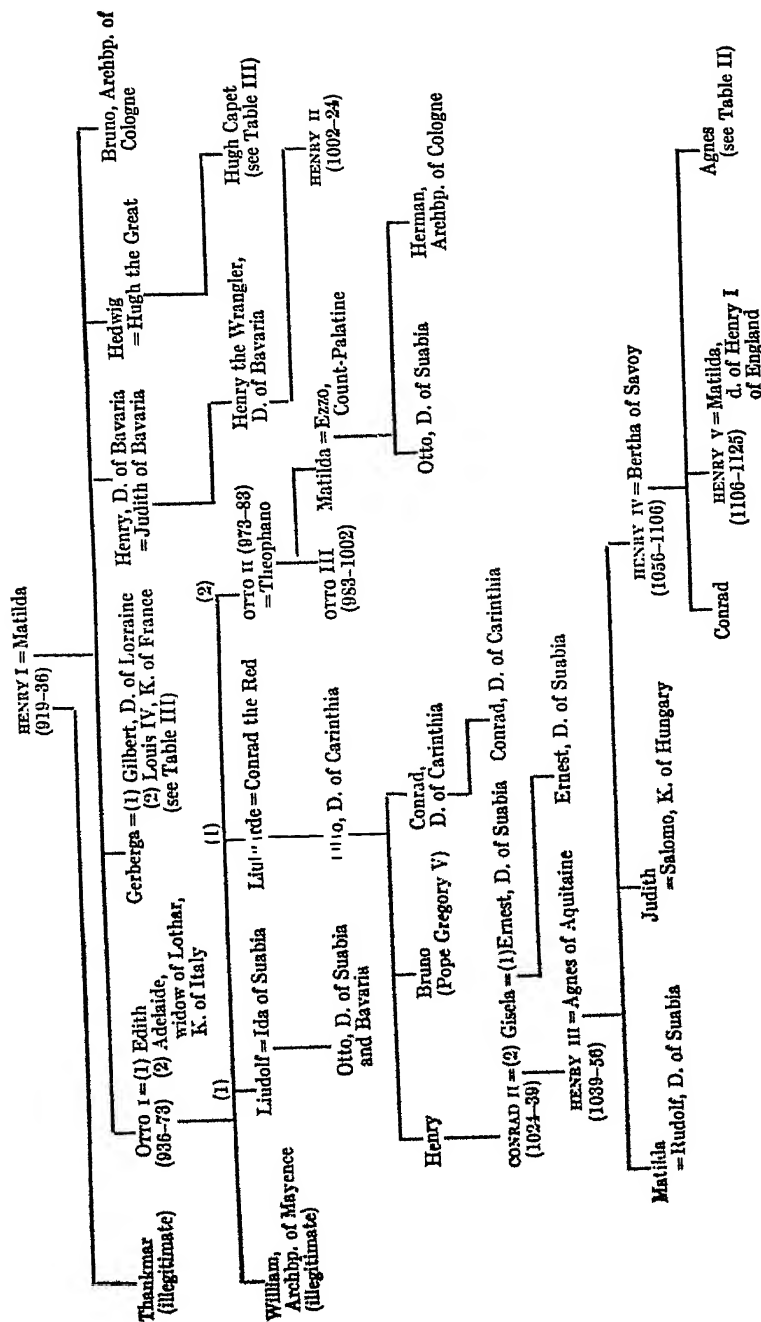 HENRY I = Matilda
(919–36)
Thankmar
(illegitimate)
OTTO I = (1) Edith
(936–73) (2) Adelaide,
widow of Lothar,
K. of Italy
Gerberga = (1) Gilbert, D. of Lorraine
(2) Louis IV, K. of France
(see Table III)
Henry, D. of Bavaria
= Judith of Bavaria
Hedwig
= Hugh the Great
Bruno, Archbp. of
Cologne
Henry the Wrangler,
D. of Bavaria
Hugh Capet
(see Table III)
HENRY II
(1002–24)
(1)
(1)
(2)
William,
Archbp. of Mayence
(illegitimate)
Liudolf = Ida of Suabia
= Conrad the Red
OTTO II (973–83)
= Theophano
Otto, D. of Suabia
and Bavaria
D. of Carinthia
OTTO III
(983–1002)
Matilda = Ezzo,
Count-Palatine
Otto, D. of Suabia
Herman,
Archbp. of Cologne
Henry
Bruno
(Pope Gregory V)
Conrad,
D. of Carinthia
CONRAD II = (2) Gisela = (1) Ernest, D. of Suabia
(1024–39)
Conrad, D. of Carinthia
HENRY III = Agnes of Aquitaine
(1039–56)
Ernest, D. of Suabia
Matilda
= Rudolf, D. of Suabia
Judith
= Salomo, K. of Hungary
HENRY IV = Bertha of Savoy
(1056–1106)
Conrad
HENRY V = Matilda,
(1106–1125) d. of Henry I
of England
Agnes
(see Table II)